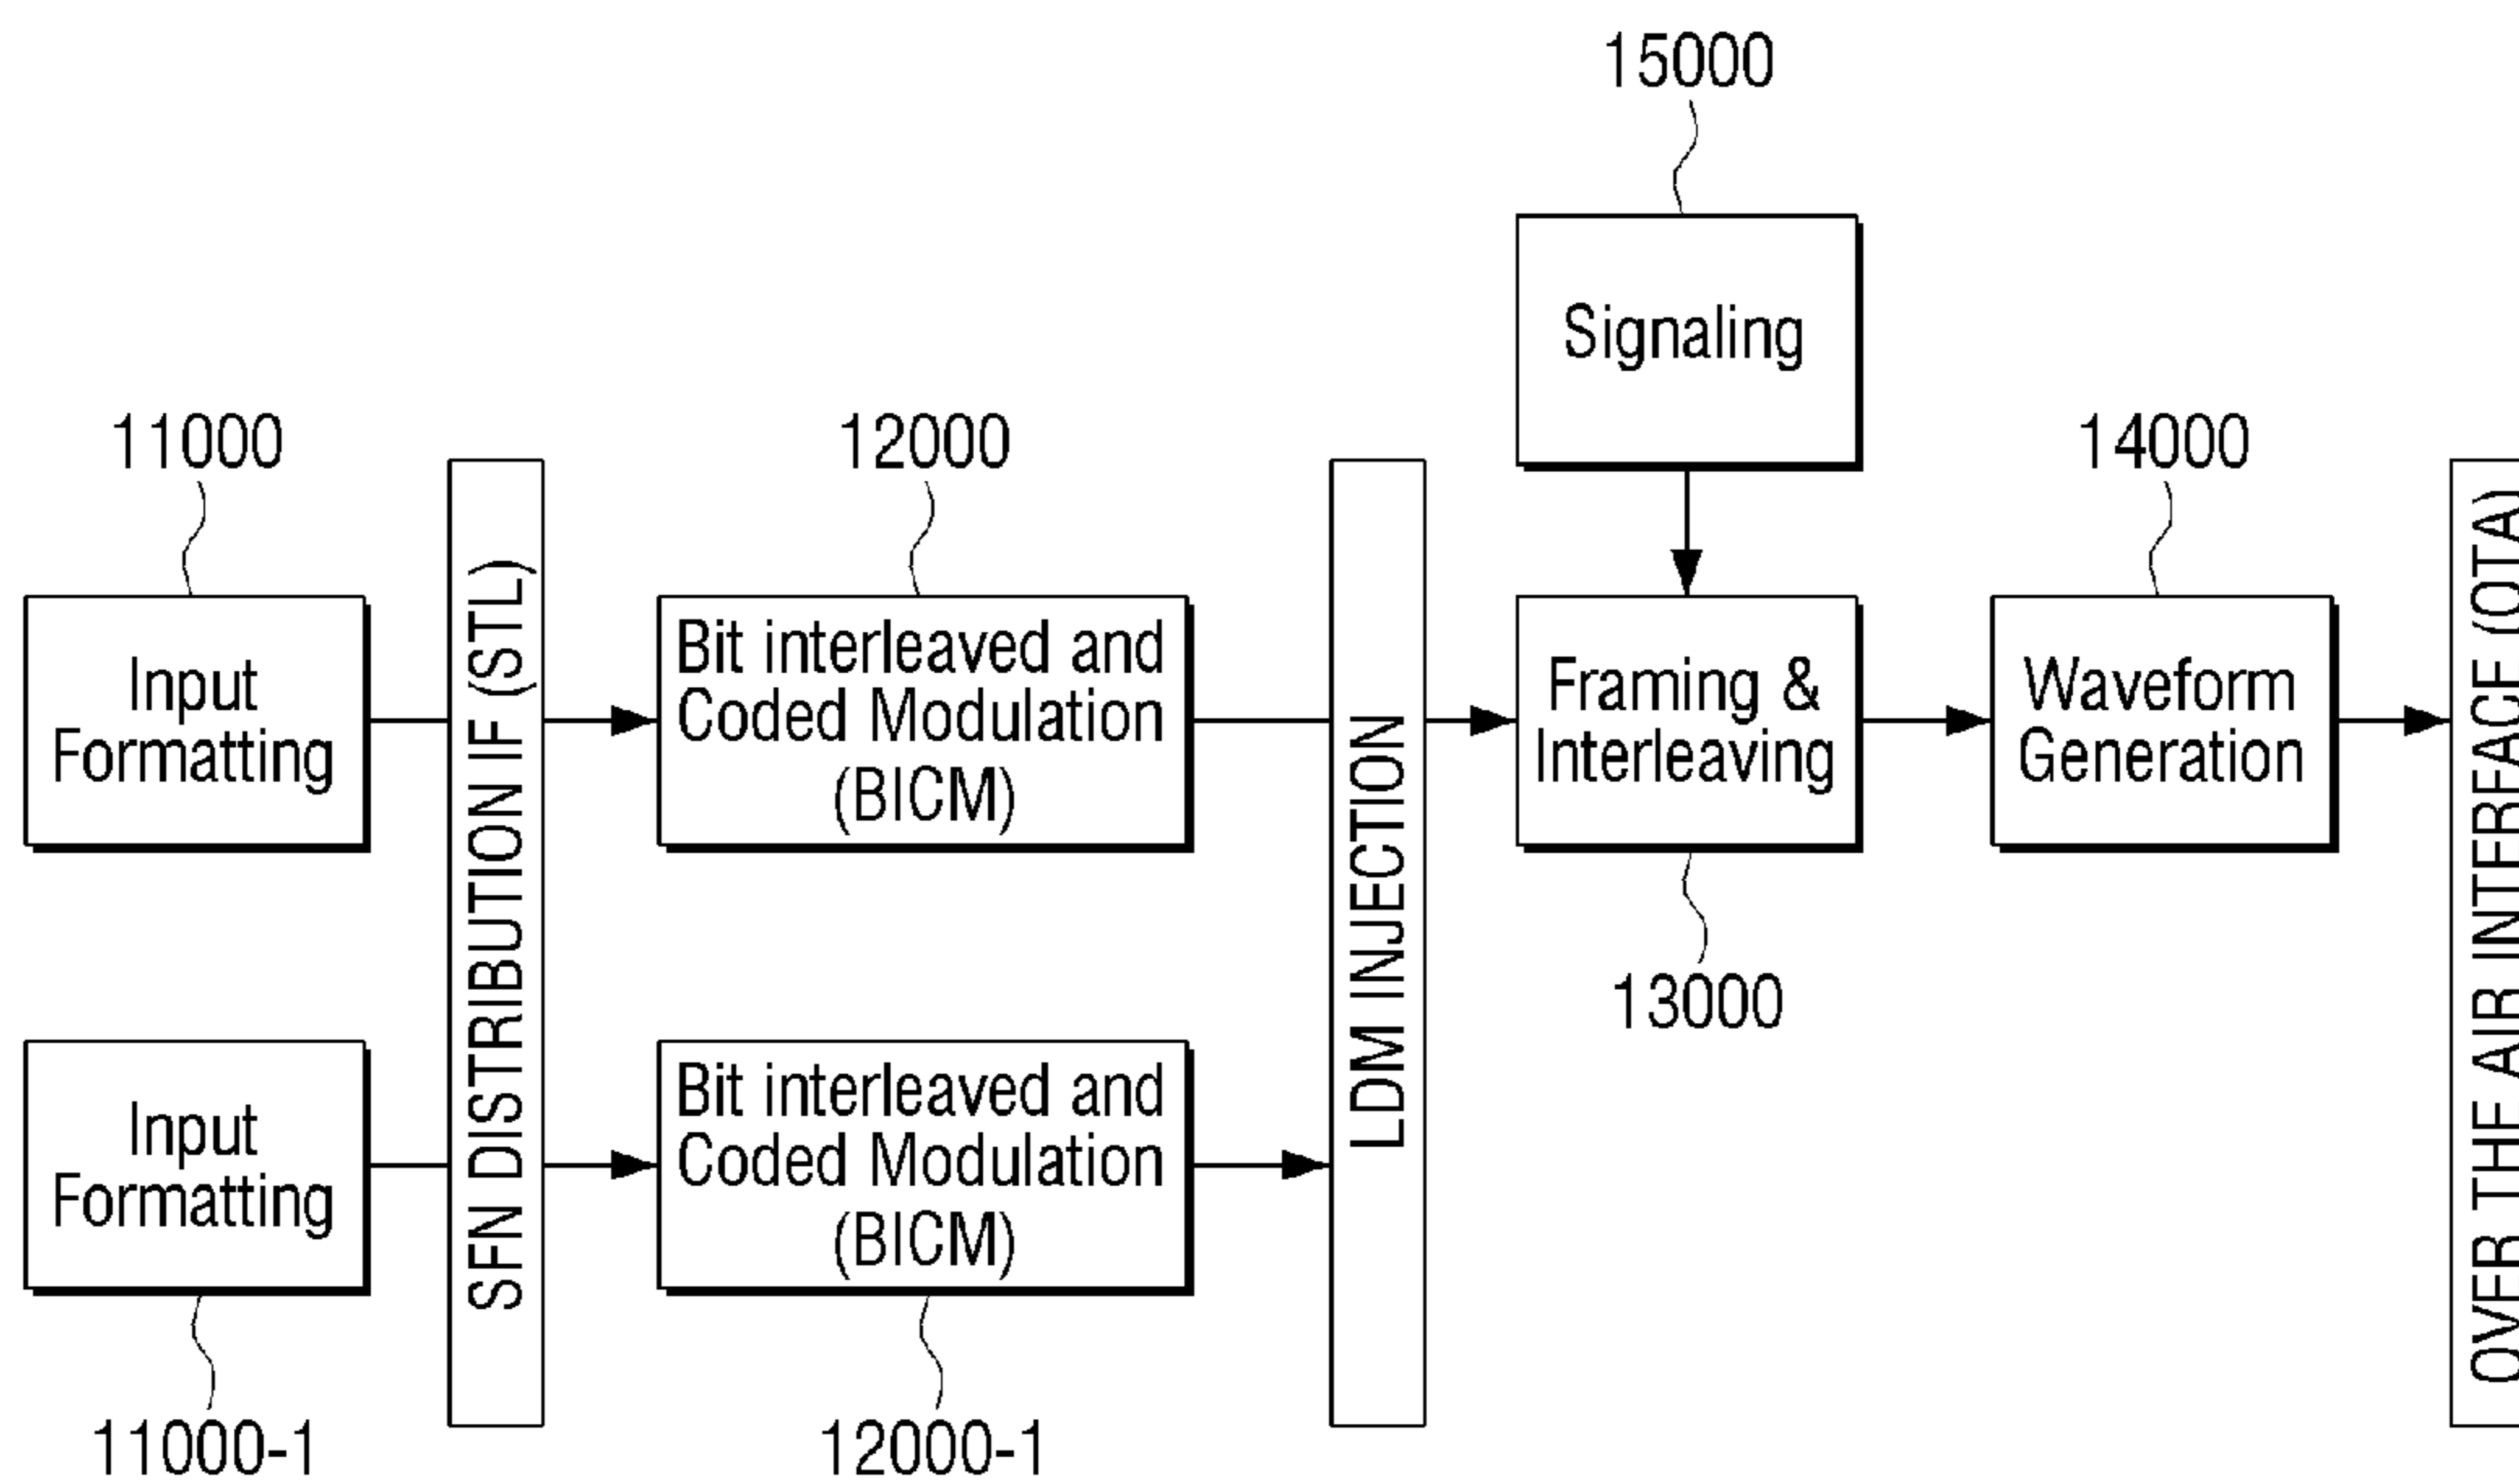 15000
Signaling
11000
12000
14000
Input
Formatting
SFN DISTRIBUTION IF (STL)
Bit interleaved and
Coded Modulation
(BICM)
LDM INJECTION
Framing &
Interleaving
Waveform
Generation
OVER THE AIR INTERFACE (OTA)
13000
Input
Formatting
Bit interleaved and
Coded Modulation
(BICM)
11000-1
12000-1